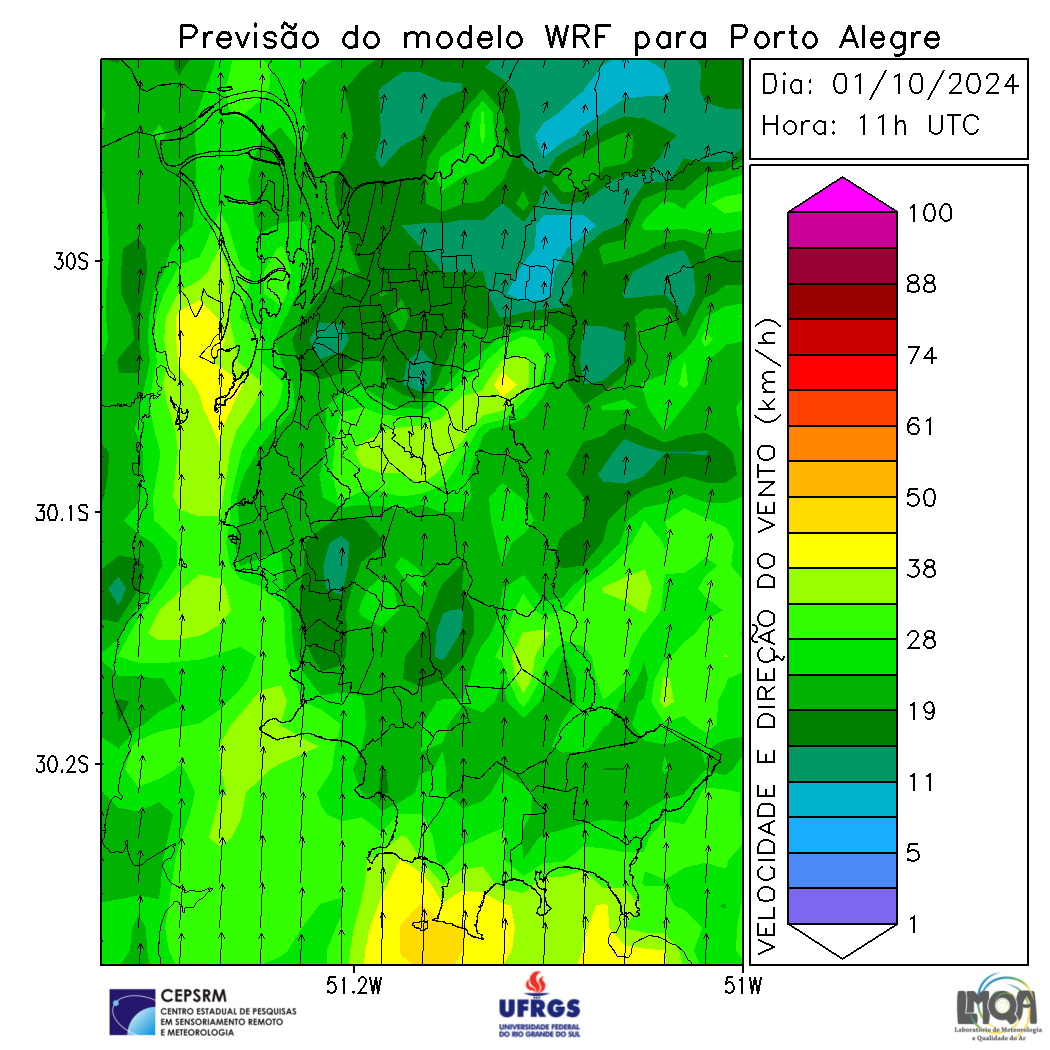 Previsão do modelo WRF para Porto Alegre
Dia: 01/10/2024
Hora: 11h UTC
30S
30.1S
30.2S
51.2W
51W
VELOCIDADE E DIREÇÃO DO VENTO (km/h)
100
88
74
61
50
38
28
19
11
5
1
CEPSRM
CENTRO ESTADUAL DE PESQUISAS
EM SENSORIAMENTO REMOTO
E METEOROLOGIA
UFRGS
UNIVERSIDADE FEDERAL
DO RIO GRANDE DO SUL
LMQA
Laboratório de Meteorologia
e Qualidade do Ar